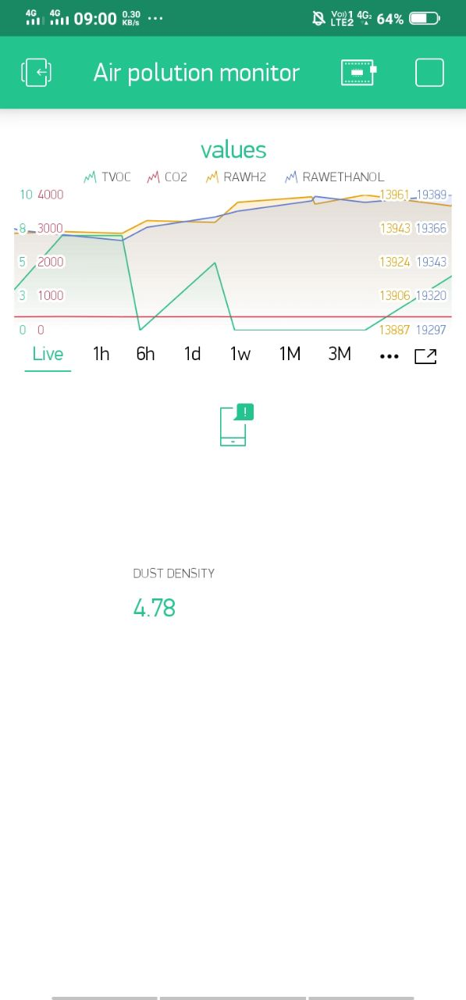 4G 4G 09:00 0.30 KB/s ... Vo)) 1 LTE2 4G2 64%
Air polution monitor
values
TVOC CO2 RAWH2 RAWETHANOL
10 4000 13961 19389
8 3000 13943 19366
5 2000 13924 19343
3 1000 13906 19320
0 0 13887 19297
Live 1h 6h 1d 1w 1M 3M ...
!
DUST DENSITY
4.78